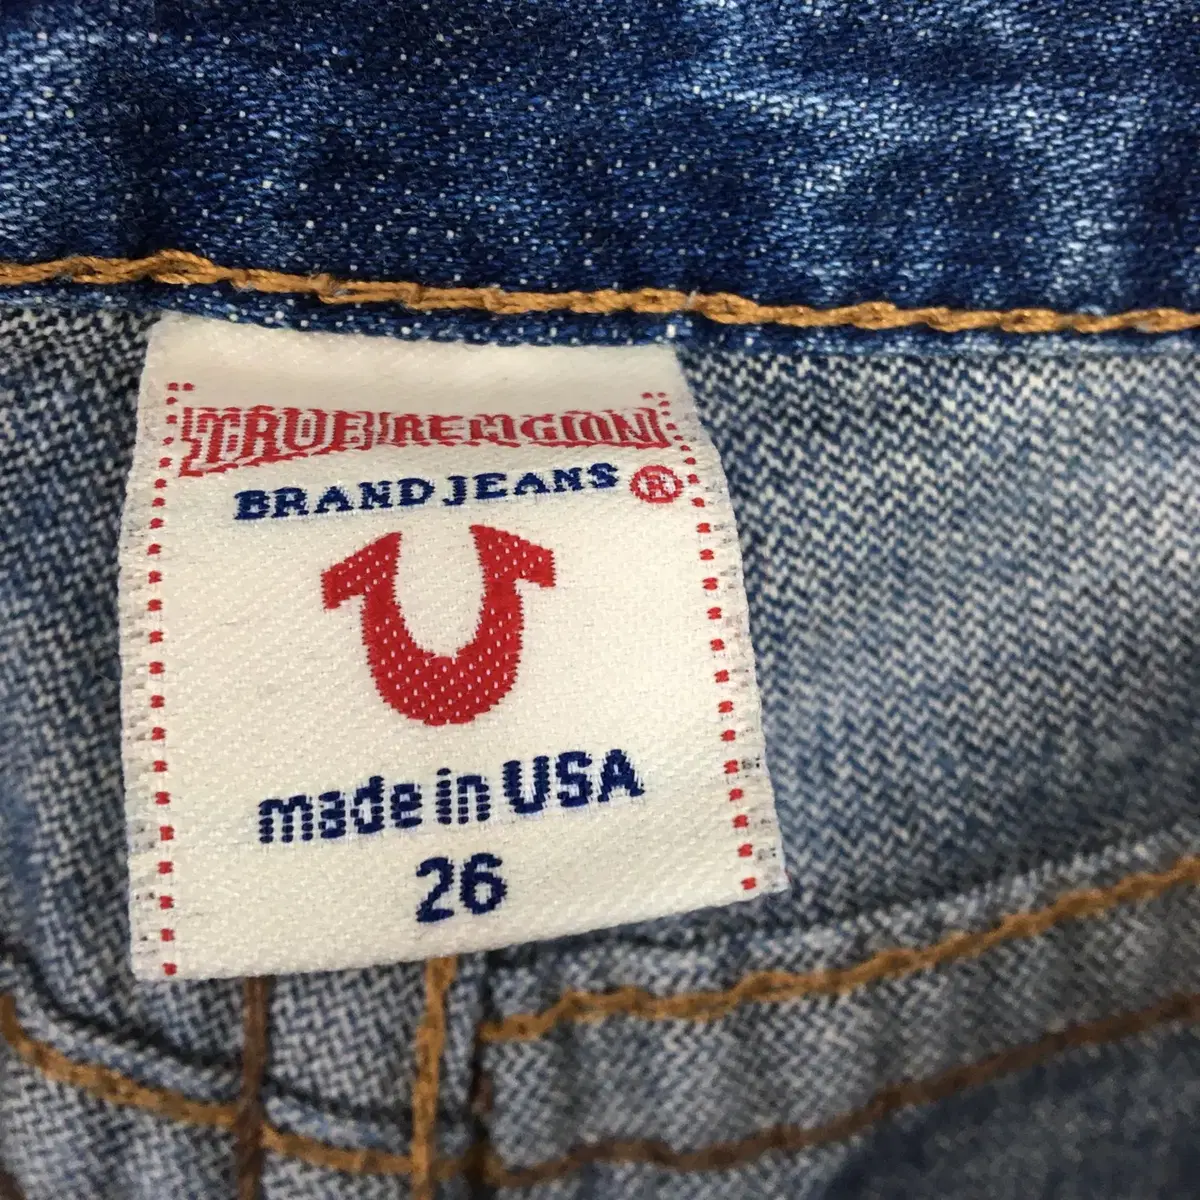 TRUE RELIGION
BRAND JEANS ®
made in USA
26